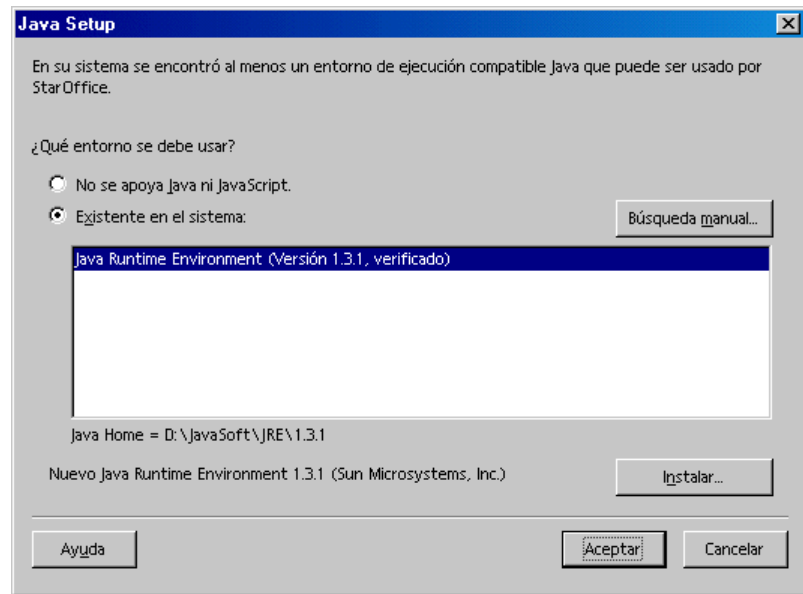 Java Setup
En su sistema se encontró al menos un entorno de ejecución compatible Java que puede ser usado por
StarOffice.
¿Qué entorno se debe usar?
No se apoya Java ni JavaScript.
Existente en el sistema:
Búsqueda manual...
Java Runtime Environment (Versión 1.3.1, verificado)
Java Home = D:\JavaSoft\JRE\1.3.1
Nuevo Java Runtime Environment 1.3.1 (Sun Microsystems, Inc.)
Instalar...
Ayuda
Aceptar
Cancelar